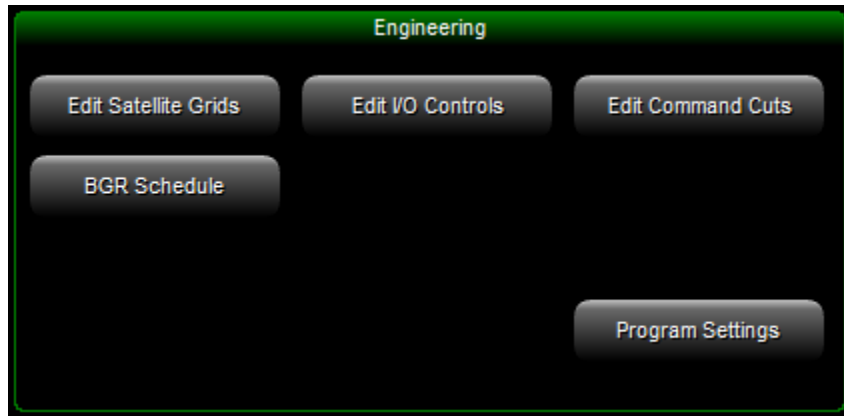 Engineering
Edit Satellite Grids
Edit I/O Controls
Edit Command Cuts
BGR Schedule
Program Settings